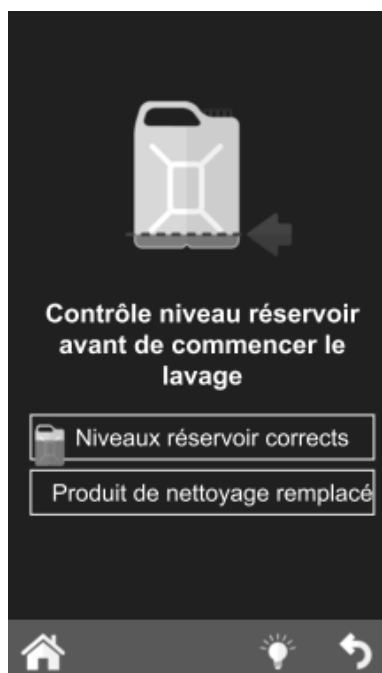 Contrôle niveau réservoir
avant de commencer le
lavage
Niveaux réservoir corrects
Produit de nettoyage remplacé